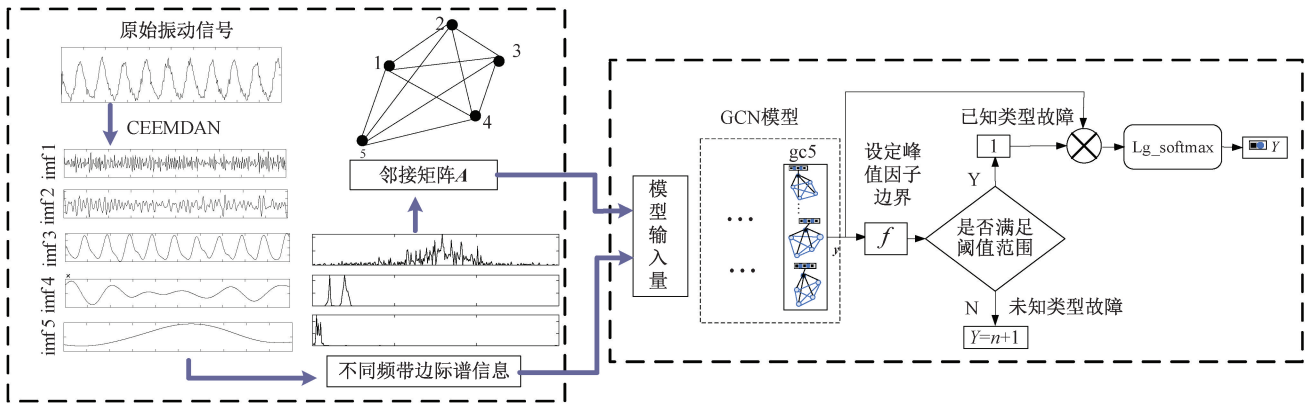 原始振动信号
CEEMDAN
imf 1
imf 2
imf 3
imf 4
imf 5
1
2
3
4
5
邻接矩阵A
不同频带边际谱信息
模型输入量
GCN模型
gc5
...
...
y
设定峰值因子边界
f
是否满足阈值范围
Y
1
已知类型故障
Lg_softmax
Y
N
未知类型故障
Y=n+1